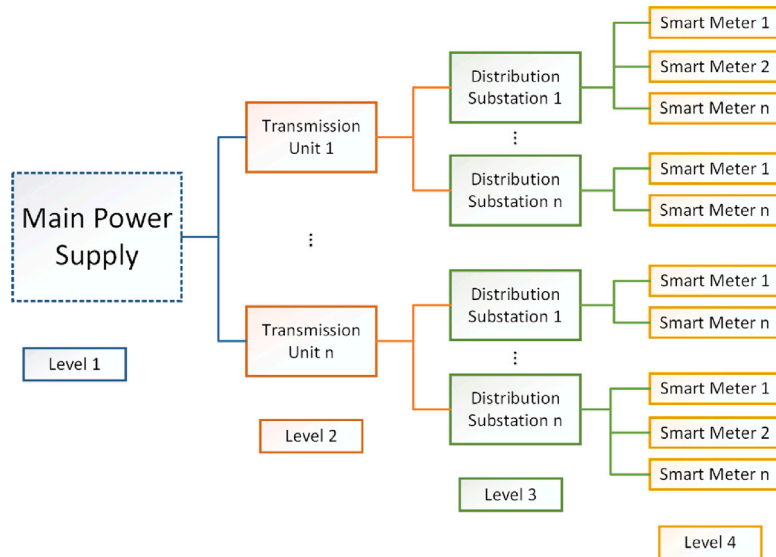 Main Power
Supply
Level 1
Transmission
Unit 1
Transmission
Unit n
Level 2
Distribution
Substation 1
Distribution
Substation n
Distribution
Substation 1
Distribution
Substation n
Level 3
Smart Meter 1
Smart Meter 2
Smart Meter n
Smart Meter 1
Smart Meter n
Smart Meter 1
Smart Meter n
Smart Meter 1
Smart Meter 2
Smart Meter n
Level 4